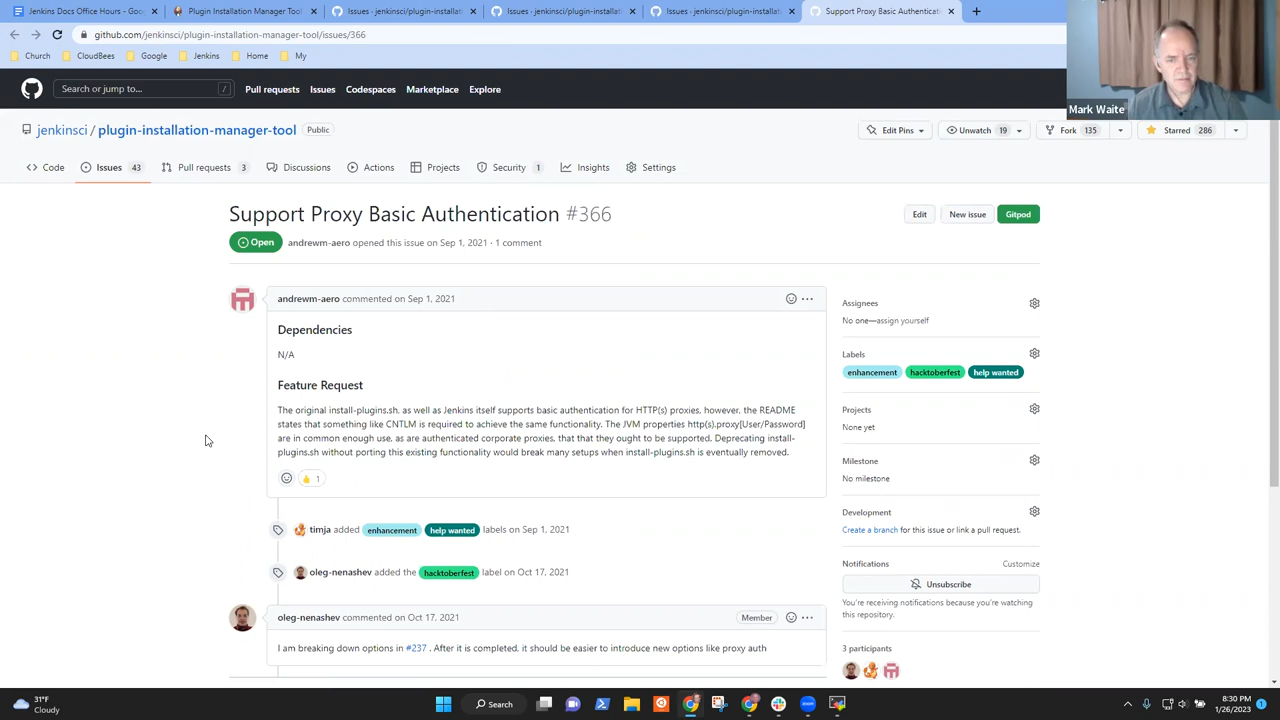 Jenkins Docs Office Hours - Goo
Plugin Installation Manager Tool
Issues · jenkinsci/plugin-installat
Issues · jenkinsci/plugin-installat
Issues · jenkinsci/plugin-installat
Support Proxy Basic Authenticatio
github.com/jenkinsci/plugin-installation-manager-tool/issues/366
Church
CloudBees
Google
Jenkins
Home
My
Mark Waite
Search or jump to...
/
Pull requests
Issues
Codespaces
Marketplace
Explore
jenkinsci / plugin-installation-manager-tool
Public
Edit Pins
Unwatch 19
Fork 135
Starred 286
Code
Issues 43
Pull requests 3
Discussions
Actions
Projects
Security 1
Insights
Settings
Support Proxy Basic Authentication #366
Edit
New issue
Gitpod
Open
andrewm-aero opened this issue on Sep 1, 2021 · 1 comment
andrewm-aero commented on Sep 1, 2021
Dependencies
N/A
Feature Request
The original install-plugins.sh, as well as Jenkins itself supports basic authentication for HTTP(s) proxies, however, the README
states that something like CNTLM is required to achieve the same functionality. The JVM properties http(s).proxy[User/Password]
are in common enough use, as are authenticated corporate proxies, that that they ought to be supported. Deprecating install-
plugins.sh without porting this existing functionality would break many setups when install-plugins.sh is eventually removed.
1
timja added enhancement help wanted labels on Sep 1, 2021
oleg-nenashev added the hacktoberfest label on Oct 17, 2021
oleg-nenashev commented on Oct 17, 2021
Member
I am breaking down options in #237 . After it is completed, it should be easier to introduce new options like proxy auth
Assignees
No one—assign yourself
Labels
enhancement
hacktoberfest
help wanted
Projects
None yet
Milestone
No milestone
Development
Create a branch for this issue or link a pull request.
Notifications
Customize
Unsubscribe
You're receiving notifications because you're watching
this repository.
3 participants
31°F
Cloudy
Search
8:30 PM
1/26/2023
1